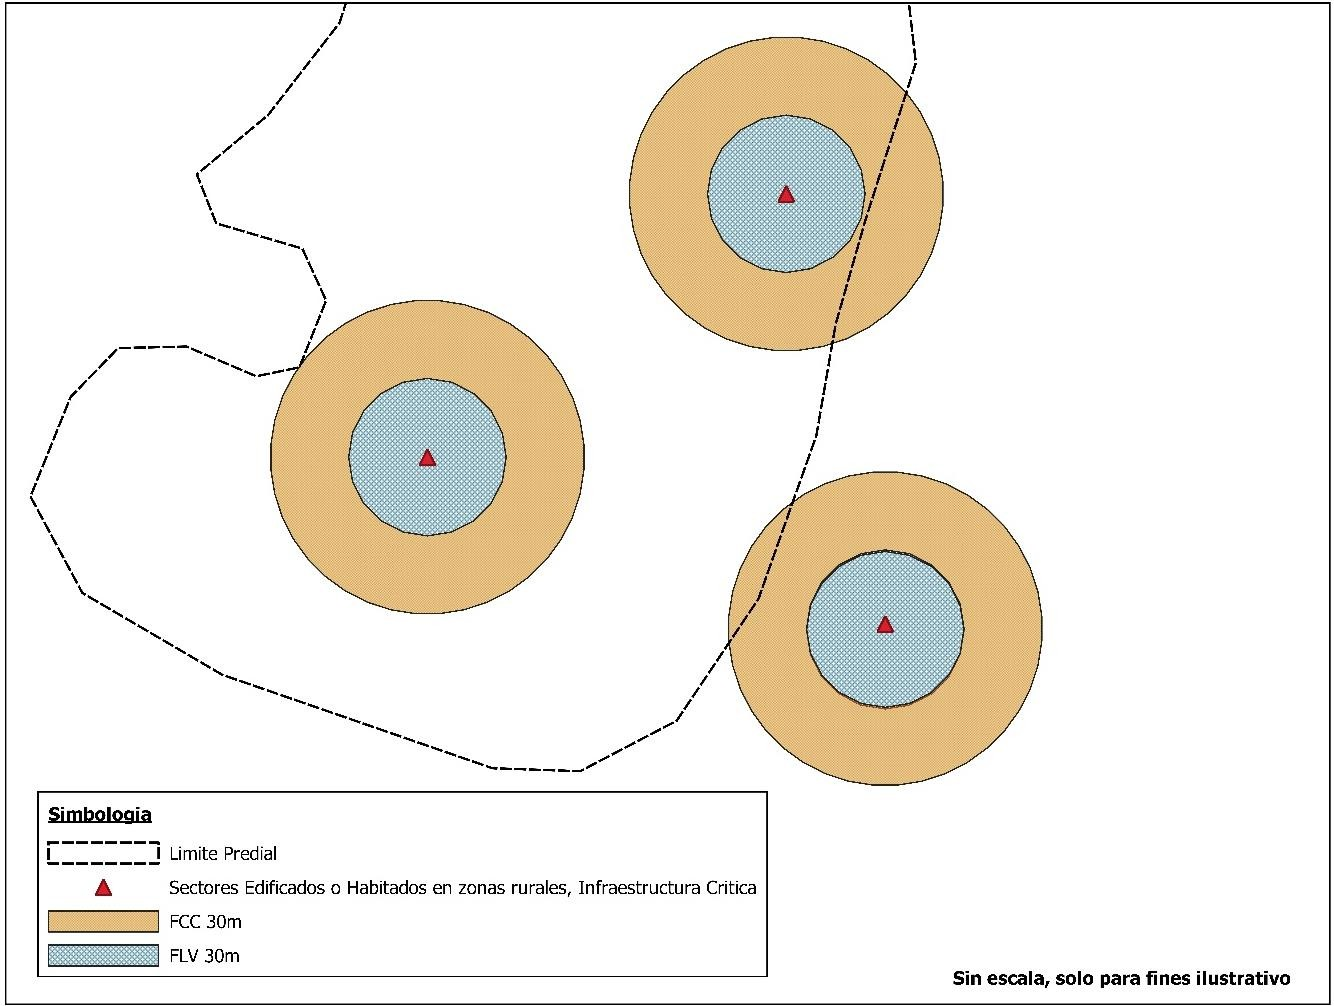 Simbologia
Limite Predial
Sectores Edificados o Habitados en zonas rurales, Infraestructura Critica
FCC 30m
FLV 30m
Sin escala, solo para fines ilustrativo